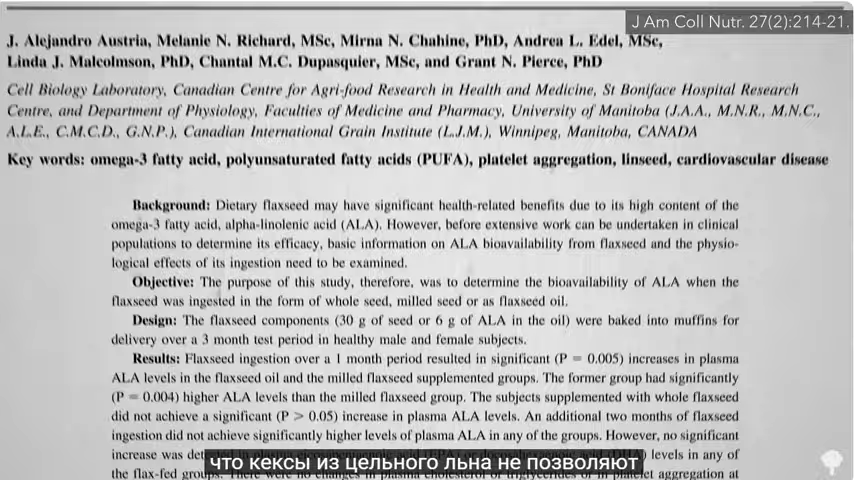 J Am Coll Nutr. 27(2):214-21.
J. Alejandro Austria, Melanie N. Richard, MSc, Mirna N. Chahine, PhD, Andrea L. Edel, MSc,
Linda J. Malcolmson, PhD, Chantal M.C. Dupasquier, MSc, and Grant N. Pierce, PhD
Cell Biology Laboratory, Canadian Centre for Agri-food Research in Health and Medicine, St Boniface Hospital Research
Centre, and Department of Physiology, Faculties of Medicine and Pharmacy, University of Manitoba (J.A.A., M.N.R., M.N.C.,
A.L.E., C.M.C.D., G.N.P.), Canadian International Grain Institute (L.J.M.), Winnipeg, Manitoba, CANADA
Key words: omega-3 fatty acid, polyunsaturated fatty acids (PUFA), platelet aggregation, linseed, cardiovascular disease
Background: Dietary flaxseed may have significant health-related benefits due to its high content of the
omega-3 fatty acid, alpha-linolenic acid (ALA). However, before extensive work can be undertaken in clinical
populations to determine its efficacy, basic information on ALA bioavailability from flaxseed and the physio-
logical effects of its ingestion need to be examined.
Objective: The purpose of this study, therefore, was to determine the bioavailability of ALA when the
flaxseed was ingested in the form of whole seed, milled seed or as flaxseed oil.
Design: The flaxseed components (30 g of seed or 6 g of ALA in the oil) were baked into muffins for
delivery over a 3 month test period in healthy male and female subjects.
Results: Flaxseed ingestion over a 1 month period resulted in significant (P = 0.005) increases in plasma
ALA levels in the flaxseed oil and the milled flaxseed supplemented groups. The former group had significantly
(P = 0.004) higher ALA levels than the milled flaxseed group. The subjects supplemented with whole flaxseed
did not achieve a significant (P > 0.05) increase in plasma ALA levels. An additional two months of flaxseed
ingestion did not achieve significantly higher levels of plasma ALA in any of the groups. However, no significant
increase was levels in any of
что кексы из цельного льна не позволяют
the flax-fed aggregation at